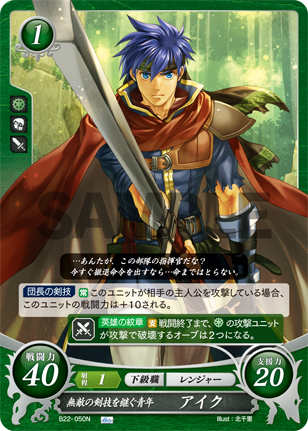 1
SAMPLE
…あんたが、この部隊の指揮官だな?
今すぐ撤退命令を出すなら…命まではとらない。
団長の剣技 常 このユニットが相手の主人公を攻撃している場合、
このユニットの戦闘力は+10される。
英雄の紋章 支 戦闘終了まで、の攻撃ユニット
が攻撃で破壊するオーブは2つになる。
戦闘力
40
射程 1 下級職 レンジャー
支援力
20
無敵の剣技を継ぐ青年 アイク
B22-050N
Illust:北千里